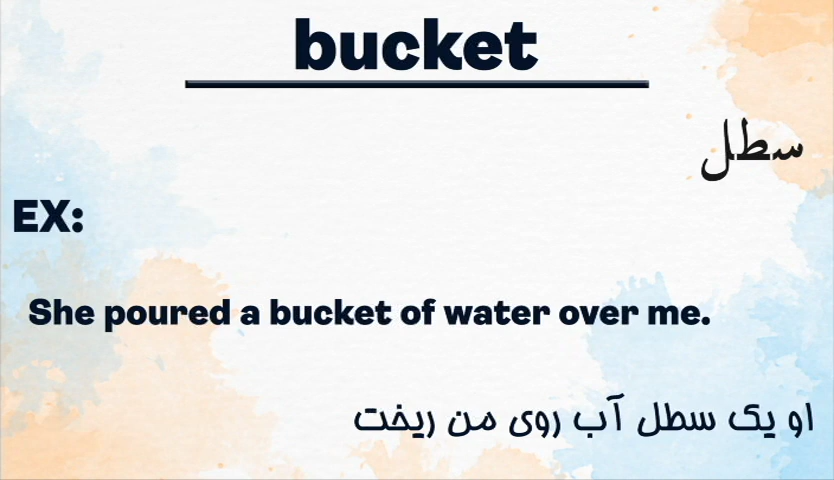 bucket
سطل
EX:
She poured a bucket of water over me.
او یک سطل آب روی من ریخت